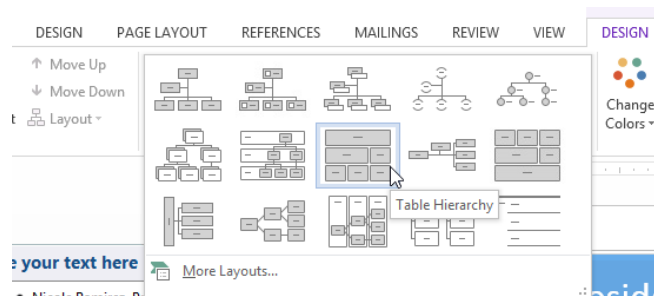 DESIGN PAGE LAYOUT REFERENCES MAILINGS REVIEW VIEW DESIGN
Move Up
Move Down
Layout
Change
Colors
Table Hierarchy
your text here
More Layouts...